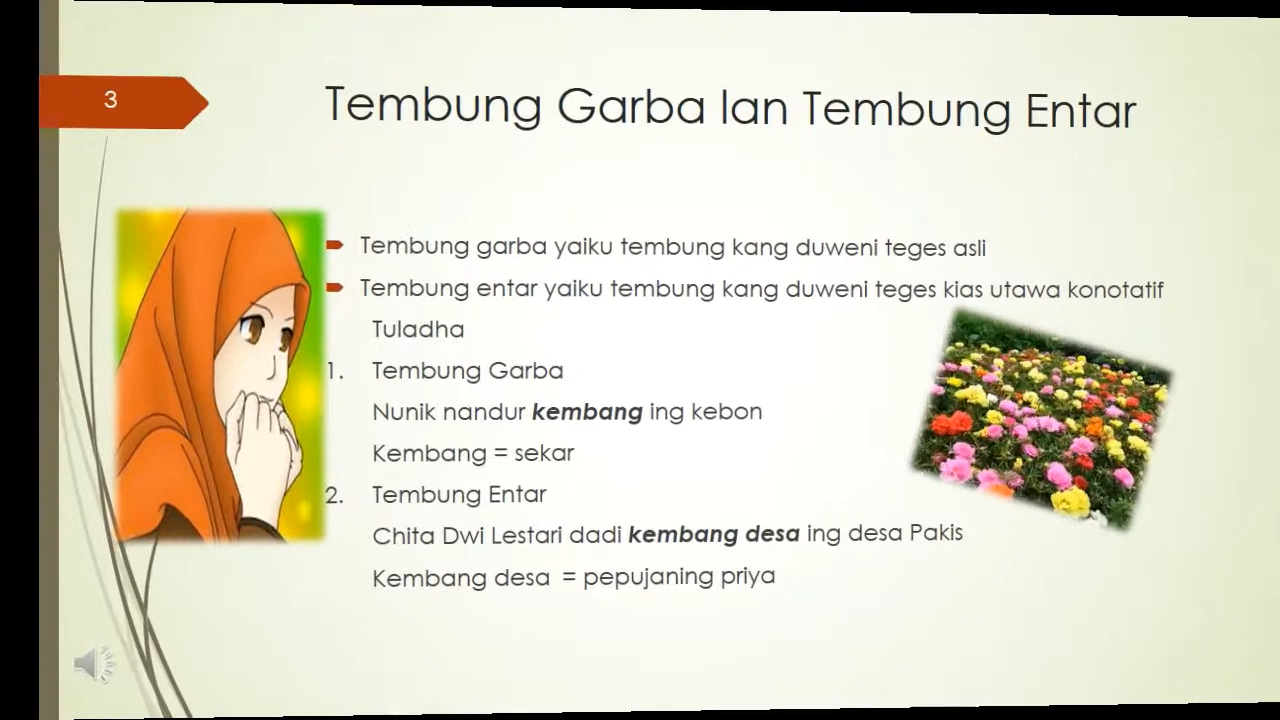 3
Tembung Garba lan Tembung Entar
Tembung garba yaiku tembung kang duweni teges asli
Tembung entar yaiku tembung kang duweni teges kias utawa konotatif
Tuladha
1. Tembung Garba
Nunik nandur kembang ing kebon
Kembang = sekar
2. Tembung Entar
Chita Dwi Lestari dadi kembang desa ing desa Pakis
Kembang desa = pepujaning priya